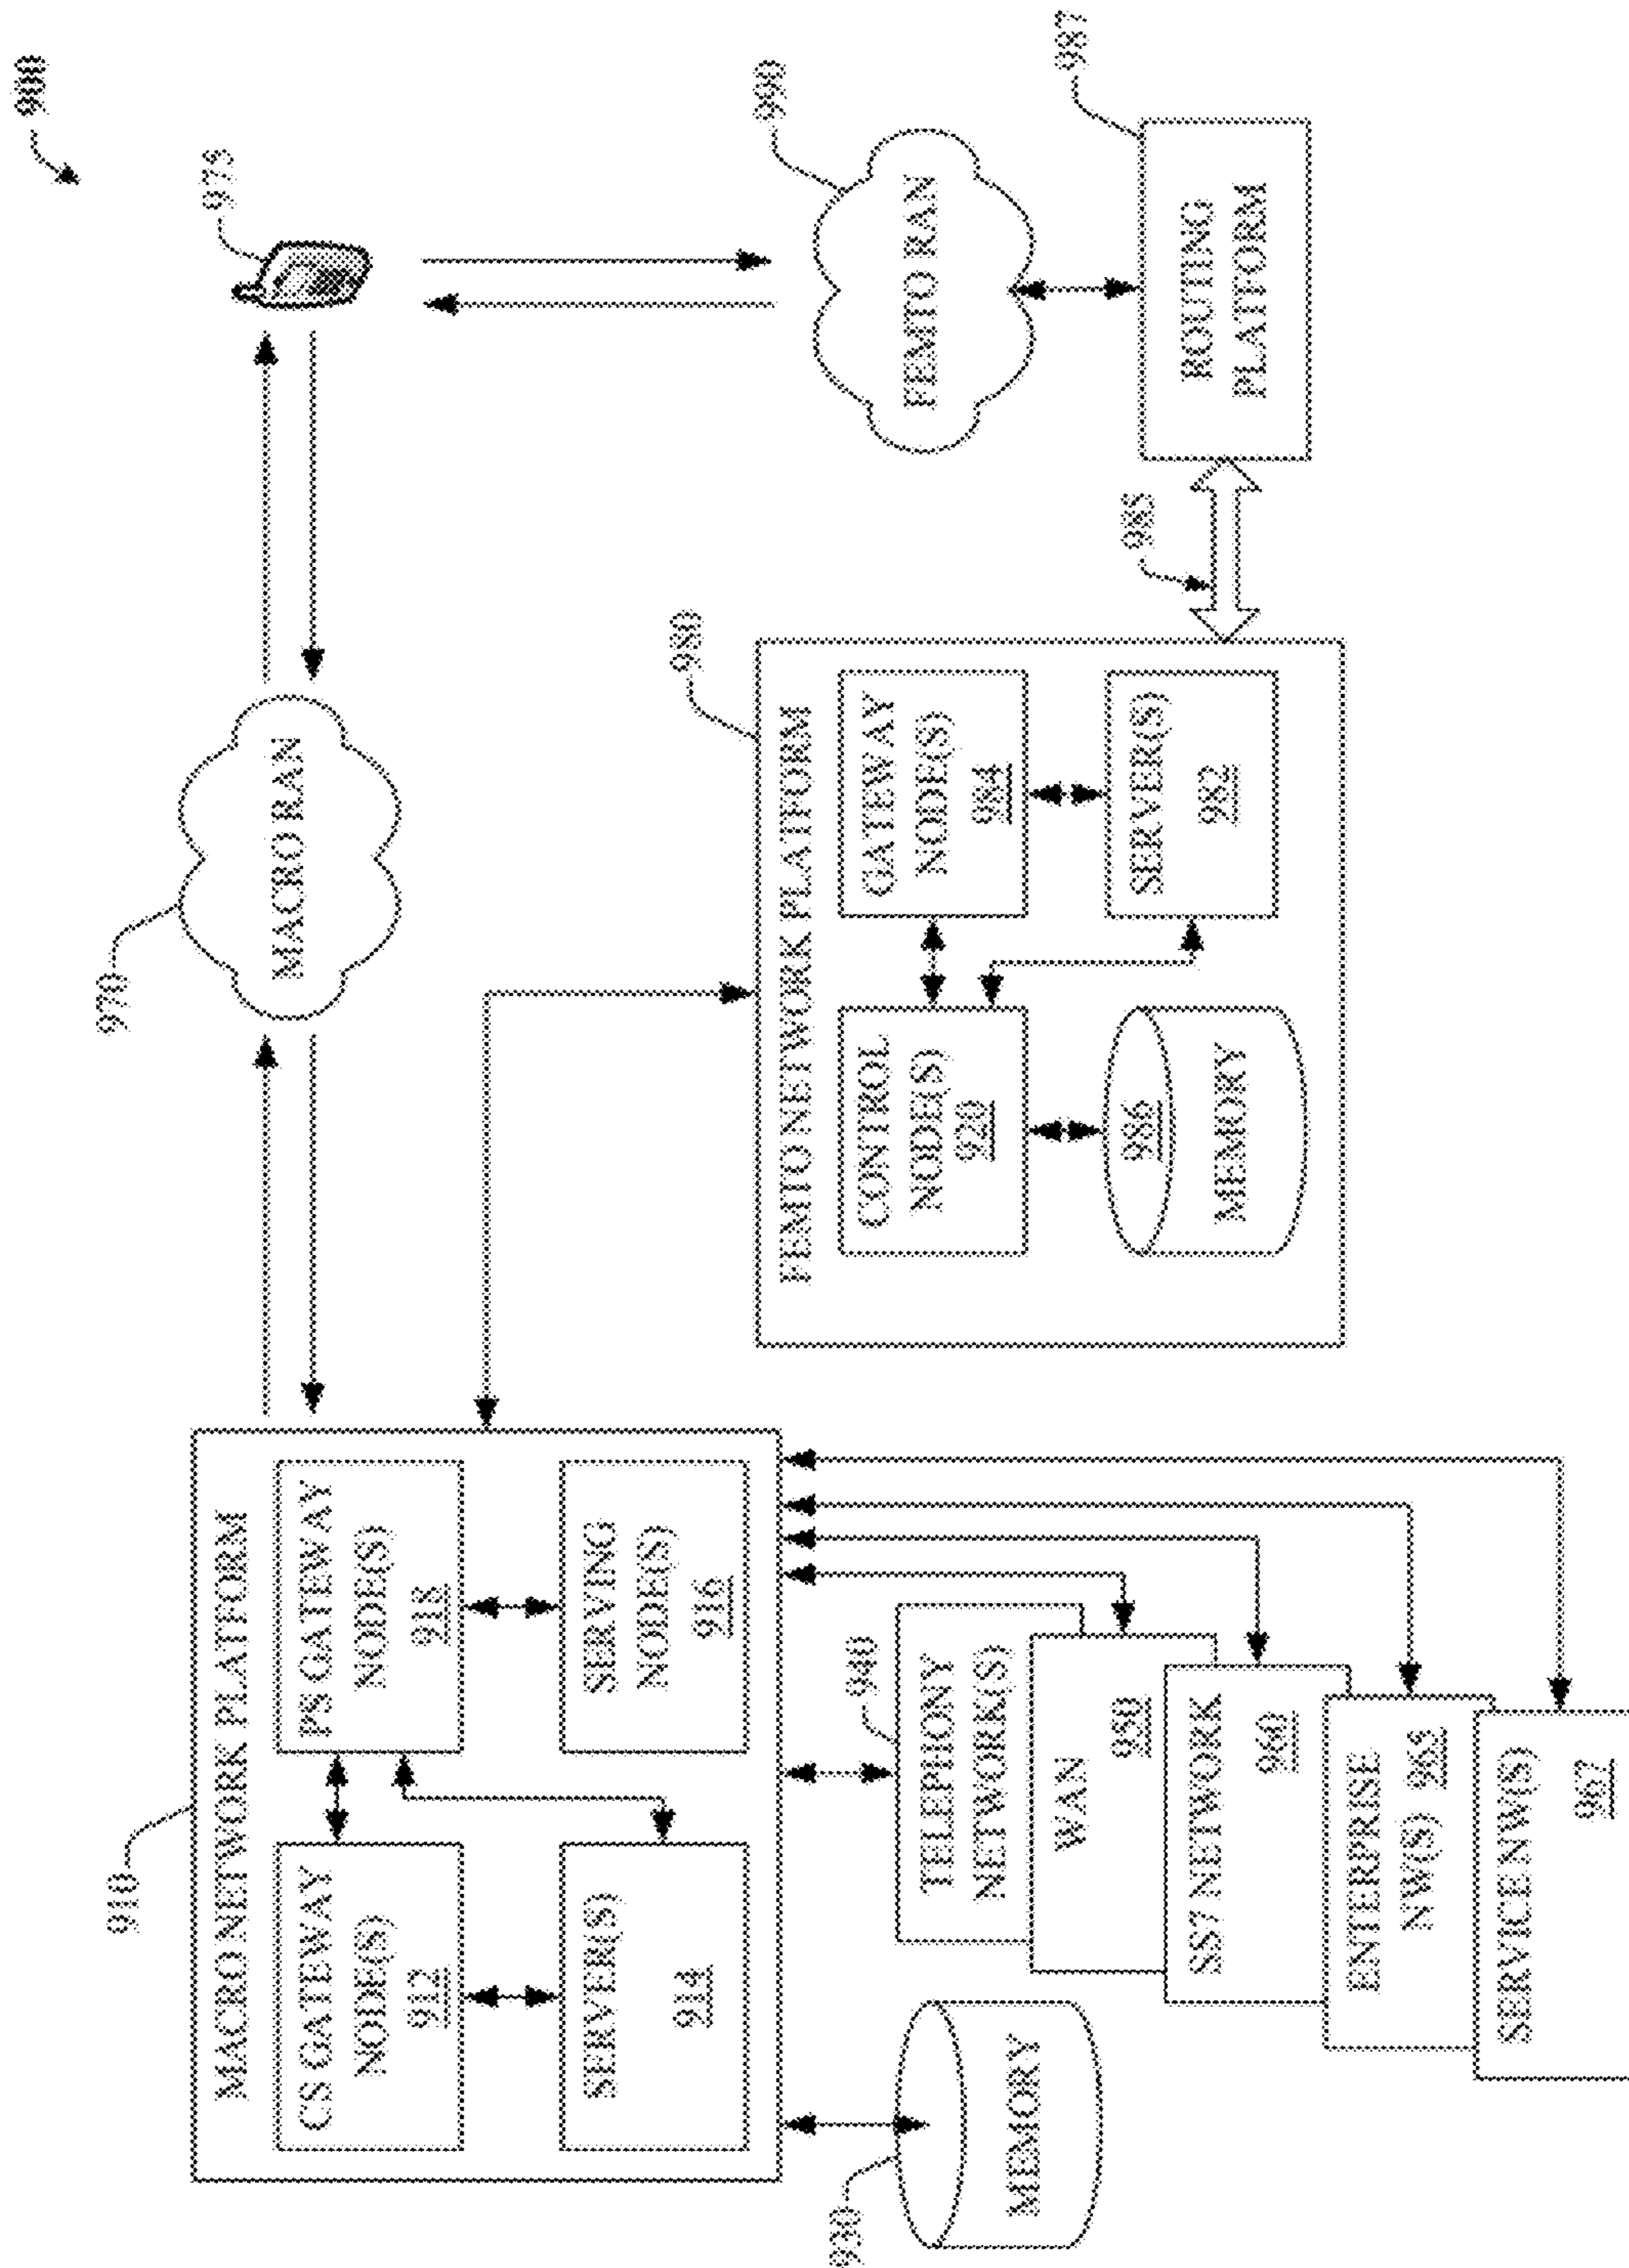 900
910
MACRO NETWORK PLATFORM
CS GATEWAY
NODE(S)
912
PS GATEWAY
NODE(S)
918
SERVER(S)
914
SERVING
NODE(S)
916
970
MACRO RAN
975
930
MEMORY
940
TELEPHONY
NETWORK(S)
WAN
950
SS7 NETWORK
960
ENTERPRISE
NW(S) 965
SERVICE NW(S)
967
980
FEMTO NETWORK PLATFORM
CONTROL
NODE(S)
920
GATEWAY
NODE(S)
984
986
MEMORY
SERVER(S)
982
985
990
FEMTO RAN
987
ROUTING
PLATFORM